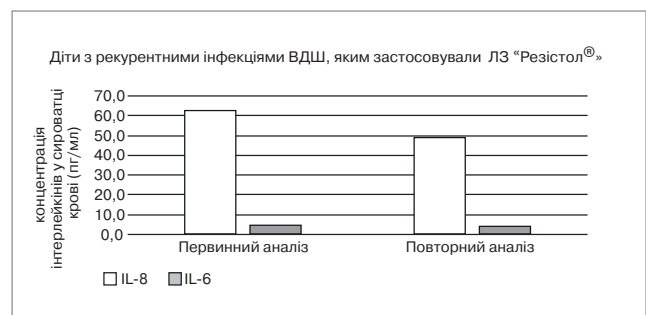 Діти з рекурентними інфекціями ВДШ, яким застосовували ЛЗ “Резістол®»
концентрація
інтерлейкінів у сироватці
крові (пг/мл)
70,0
60,0
50,0
40,0
30,0
20,0
10,0
0,0
Первинний аналіз
Повторний аналіз
IL-8
IL-6